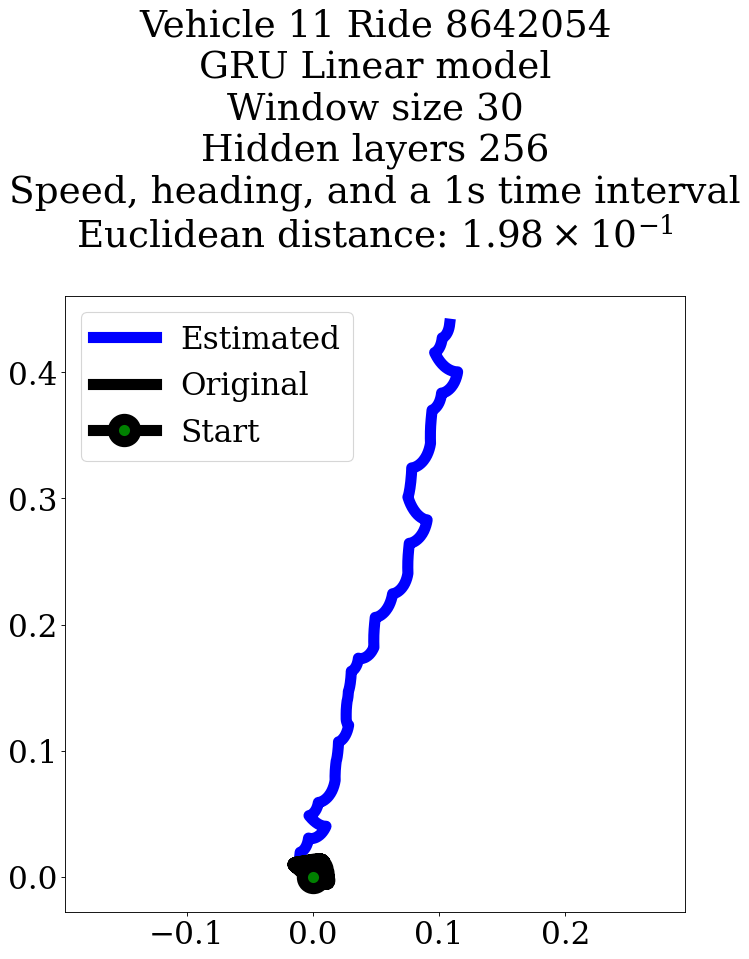 Vehicle 11 Ride 8642054
GRU Linear model
Window size 30
Hidden layers 256
Speed, heading, and a 1s time interval
Euclidean distance: 1.98 × 10⁻¹
Estimated
Original
Start
0.4
0.3
0.2
0.1
0.0
−0.1 0.0 0.1 0.2